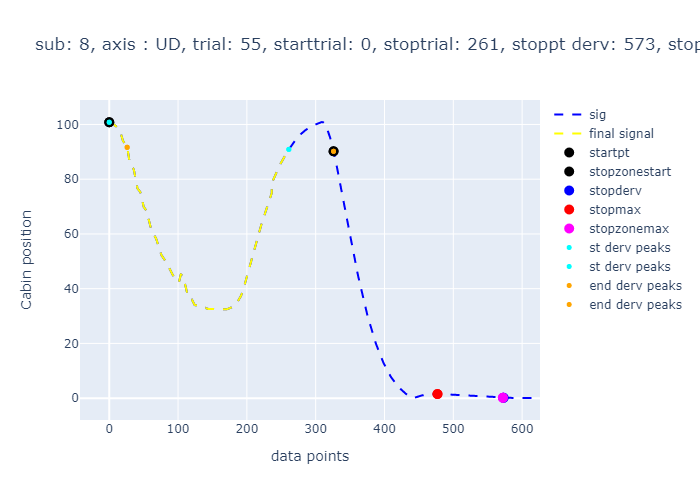 sub: 8, axis : UD, trial: 55, starttrial: 0, stoptrial: 261, stoppt derv: 573, stop
sig
final signal
startpt
stopzonestart
stopderv
stopmax
stopzonemax
st derv peaks
st derv peaks
end derv peaks
end derv peaks
100
80
60
40
20
0
Cabin position
0 100 200 300 400 500 600
data points